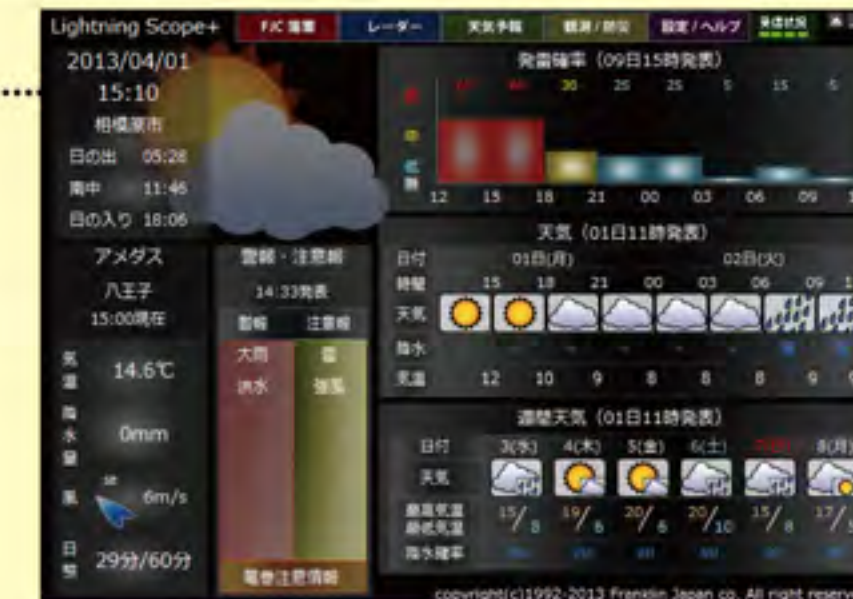 Lightning Scope+ FJC 落雷 レーダー 天気予報 観測/防災 設定/ヘルプ 受信状況
2013/04/01
15:10
相模原市
日の出 05:28
南中 11:46
日の入り 18:06
アメダス
八王子
15:00現在
気温 14.6℃
降水量 0mm
風 6m/s
日照 29分/60分
警報・注意報
14:33発表
警報 注意報
大雨 雷
洪水 強風
竜巻注意情報
発雷確率 (09日15時発表)
高 30 25 25 5 15 5
中
低
無
12 15 18 21 00 03 06 09
天気 (01日11時発表)
日付 01日(月) 02日(火)
時間 15 18 21 00 03 06 09
天気
降水
気温 12 10 9 8 8 8 9
週間天気 (01日11時発表)
日付 3(水) 4(木) 5(金) 6(土) 8(月)
天気
最高気温 最低気温 15/8 19/6 20/6 20/10 15/8 17/
降水確率
copyright(c)1992-2013 Franklin Japan co. All right reserve